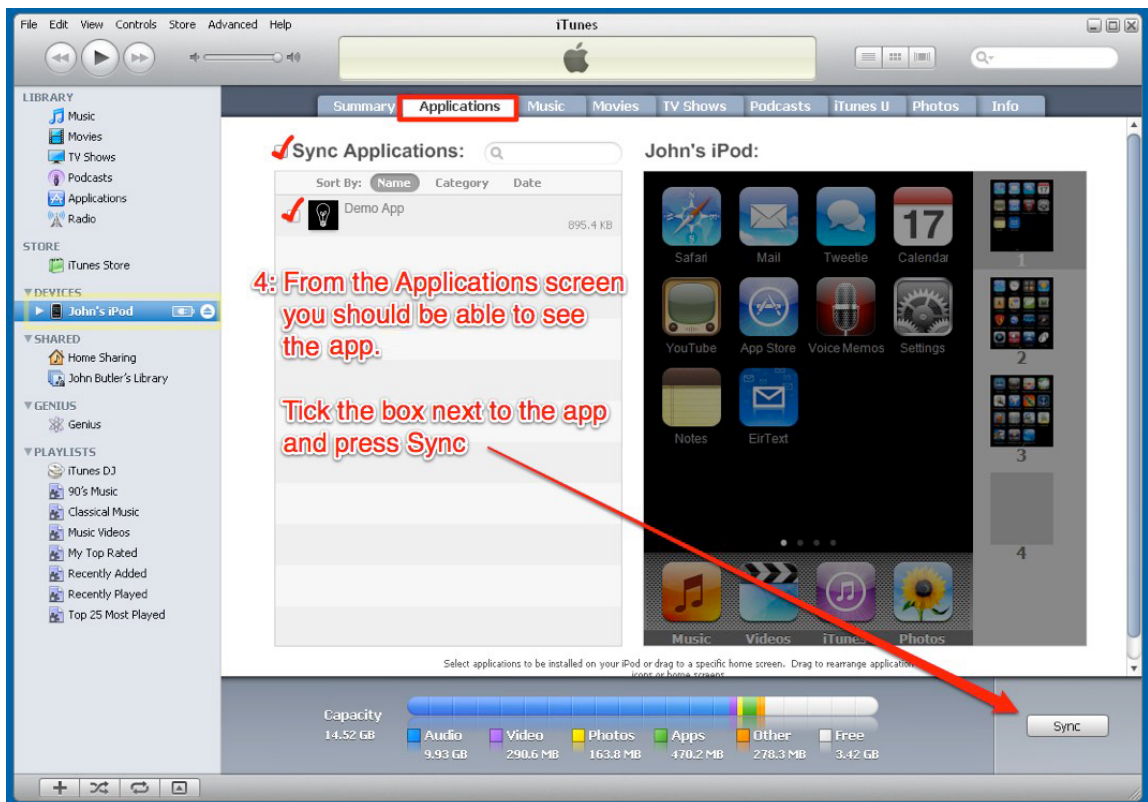 File Edit View Controls Store Advanced Help
iTunes
LIBRARY
Music
Movies
TV Shows
Podcasts
Applications
Radio
STORE
iTunes Store
DEVICES
John's iPod
SHARED
Home Sharing
John Butler's Library
GENIUS
Genius
PLAYLISTS
iTunes DJ
90's Music
Classical Music
Music Videos
My Top Rated
Recently Added
Recently Played
Top 25 Most Played
Summary Applications Music Movies TV Shows Podcasts iTunes U Photos Info
Sync Applications:
Sort By: Name Category Date
Demo App
895.4 KB
4: From the Applications screen
you should be able to see
the app.
Tick the box next to the app
and press Sync
John's iPod:
17
Safari Mail Tweetie Calendar
YouTube App Store Voice Memos Settings
Notes EirText
Music Videos iTunes Photos
1
2
3
4
Select applications to be installed on your iPod or drag to a specific home screen. Drag to rearrange application
icons or home screens
Capacity
14.52 GB
Audio Video Photos Apps Other Free
9.93 GB 290.6 MB 163.8 MB 470.2 MB 278.3 MB 3.42 GB
Sync